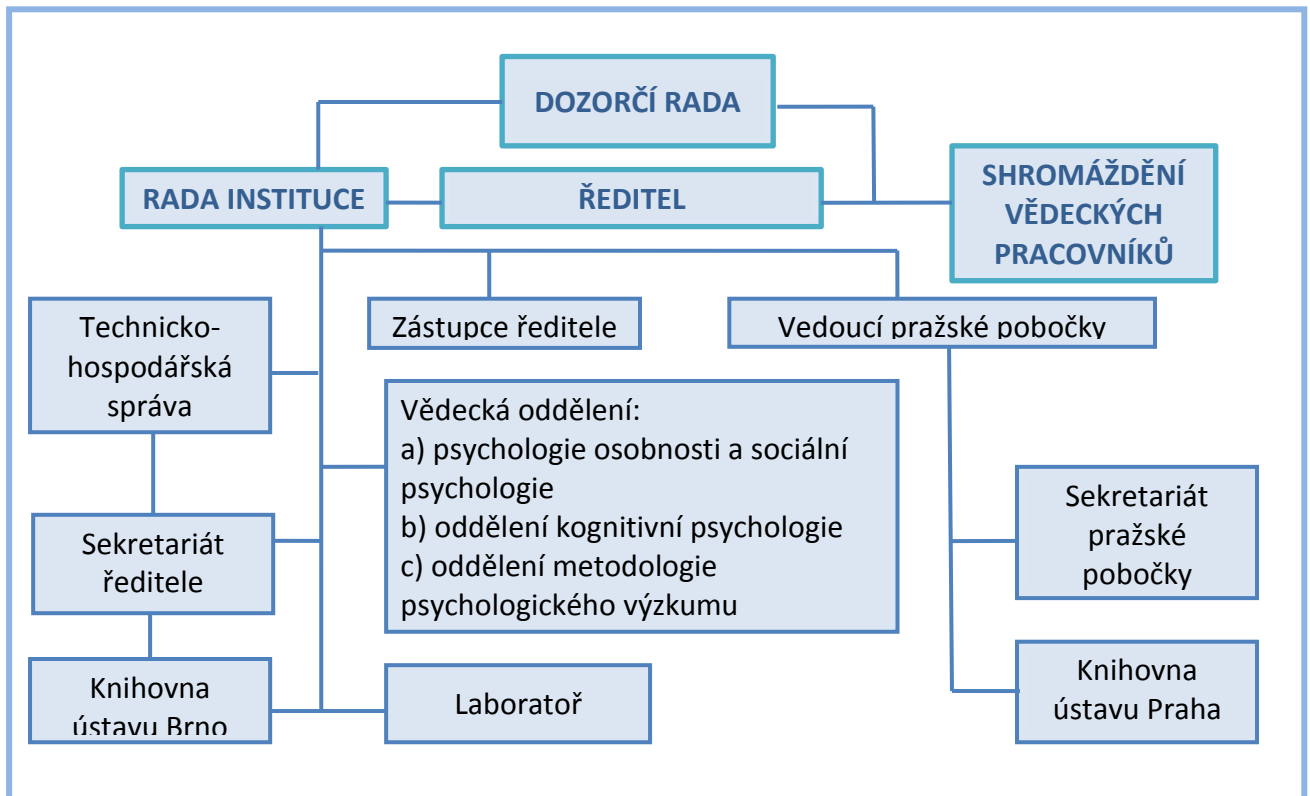 DOZORČÍ RADA
RADA INSTITUCE
ŘEDITEL
SHROMÁŽDĚNÍ
VĚDECKÝCH
PRACOVNÍKŮ
Technicko-
hospodářská
správa
Zástupce ředitele
Vedoucí pražské pobočky
Vědecká oddělení:
a) psychologie osobnosti a sociální
psychologie
b) oddělení kognitivní psychologie
c) oddělení metodologie
psychologického výzkumu
Sekretariát
ředitele
Sekretariát
pražské
pobočky
Knihovna
ústavu Brno
Laboratoř
Knihovna
ústavu Praha